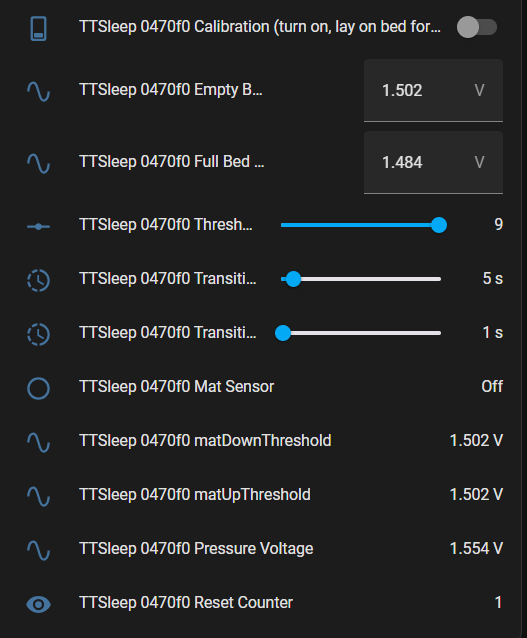 TTSleep 0470f0 Calibration (turn on, lay on bed for...
TTSleep 0470f0 Empty B... 1.502 V
TTSleep 0470f0 Full Bed ... 1.484 V
TTSleep 0470f0 Thresh... 9
TTSleep 0470f0 Transiti... 5 s
TTSleep 0470f0 Transiti... 1 s
TTSleep 0470f0 Mat Sensor Off
TTSleep 0470f0 matDownThreshold 1.502 V
TTSleep 0470f0 matUpThreshold 1.502 V
TTSleep 0470f0 Pressure Voltage 1.554 V
TTSleep 0470f0 Reset Counter 1